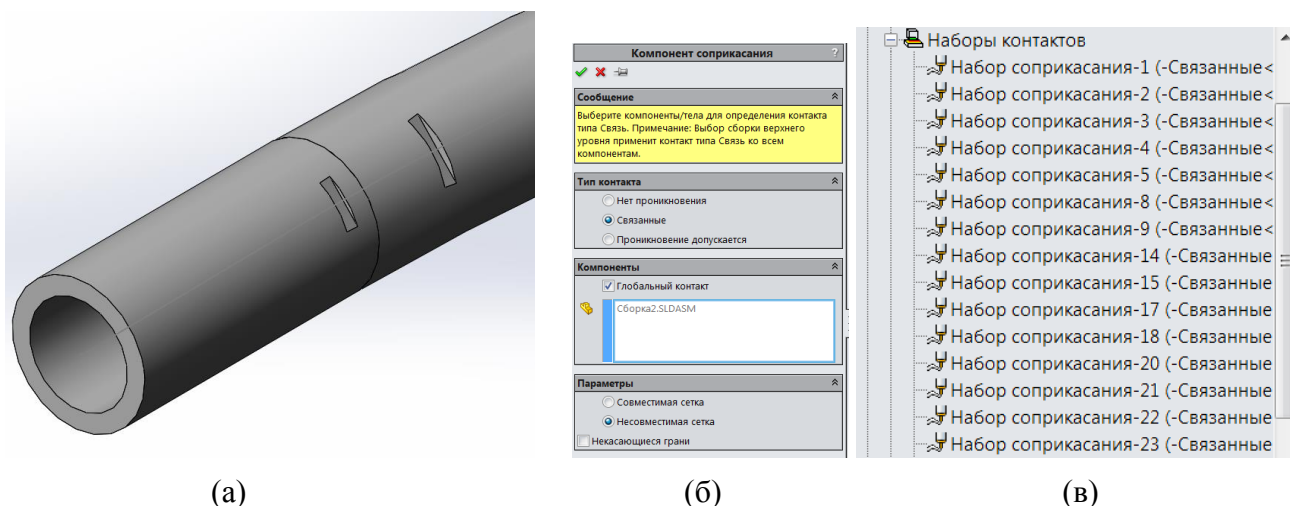 Компонент соприкасания ?
Сообщение
Выберите компоненты/тела для определения контакта
типа Связь. Примечание: Выбор сборки верхнего
уровня применит контакт типа Связь ко всем
компонентам.
Тип контакта
Нет проникновения
Связанные
Проникновение допускается
Компоненты
Глобальный контакт
Сборка2.SLDASM
Параметры
Совместимая сетка
Несовместимая сетка
Некасающиеся грани
Наборы контактов
Набор соприкасания-1 (-Связанные<
Набор соприкасания-2 (-Связанные<
Набор соприкасания-3 (-Связанные<
Набор соприкасания-4 (-Связанные<
Набор соприкасания-5 (-Связанные<
Набор соприкасания-8 (-Связанные<
Набор соприкасания-9 (-Связанные<
Набор соприкасания-14 (-Связанные
Набор соприкасания-15 (-Связанные
Набор соприкасания-17 (-Связанные
Набор соприкасания-18 (-Связанные
Набор соприкасания-20 (-Связанные
Набор соприкасания-21 (-Связанные
Набор соприкасания-22 (-Связанные
Набор соприкасания-23 (-Связанные
(а) (б) (в)